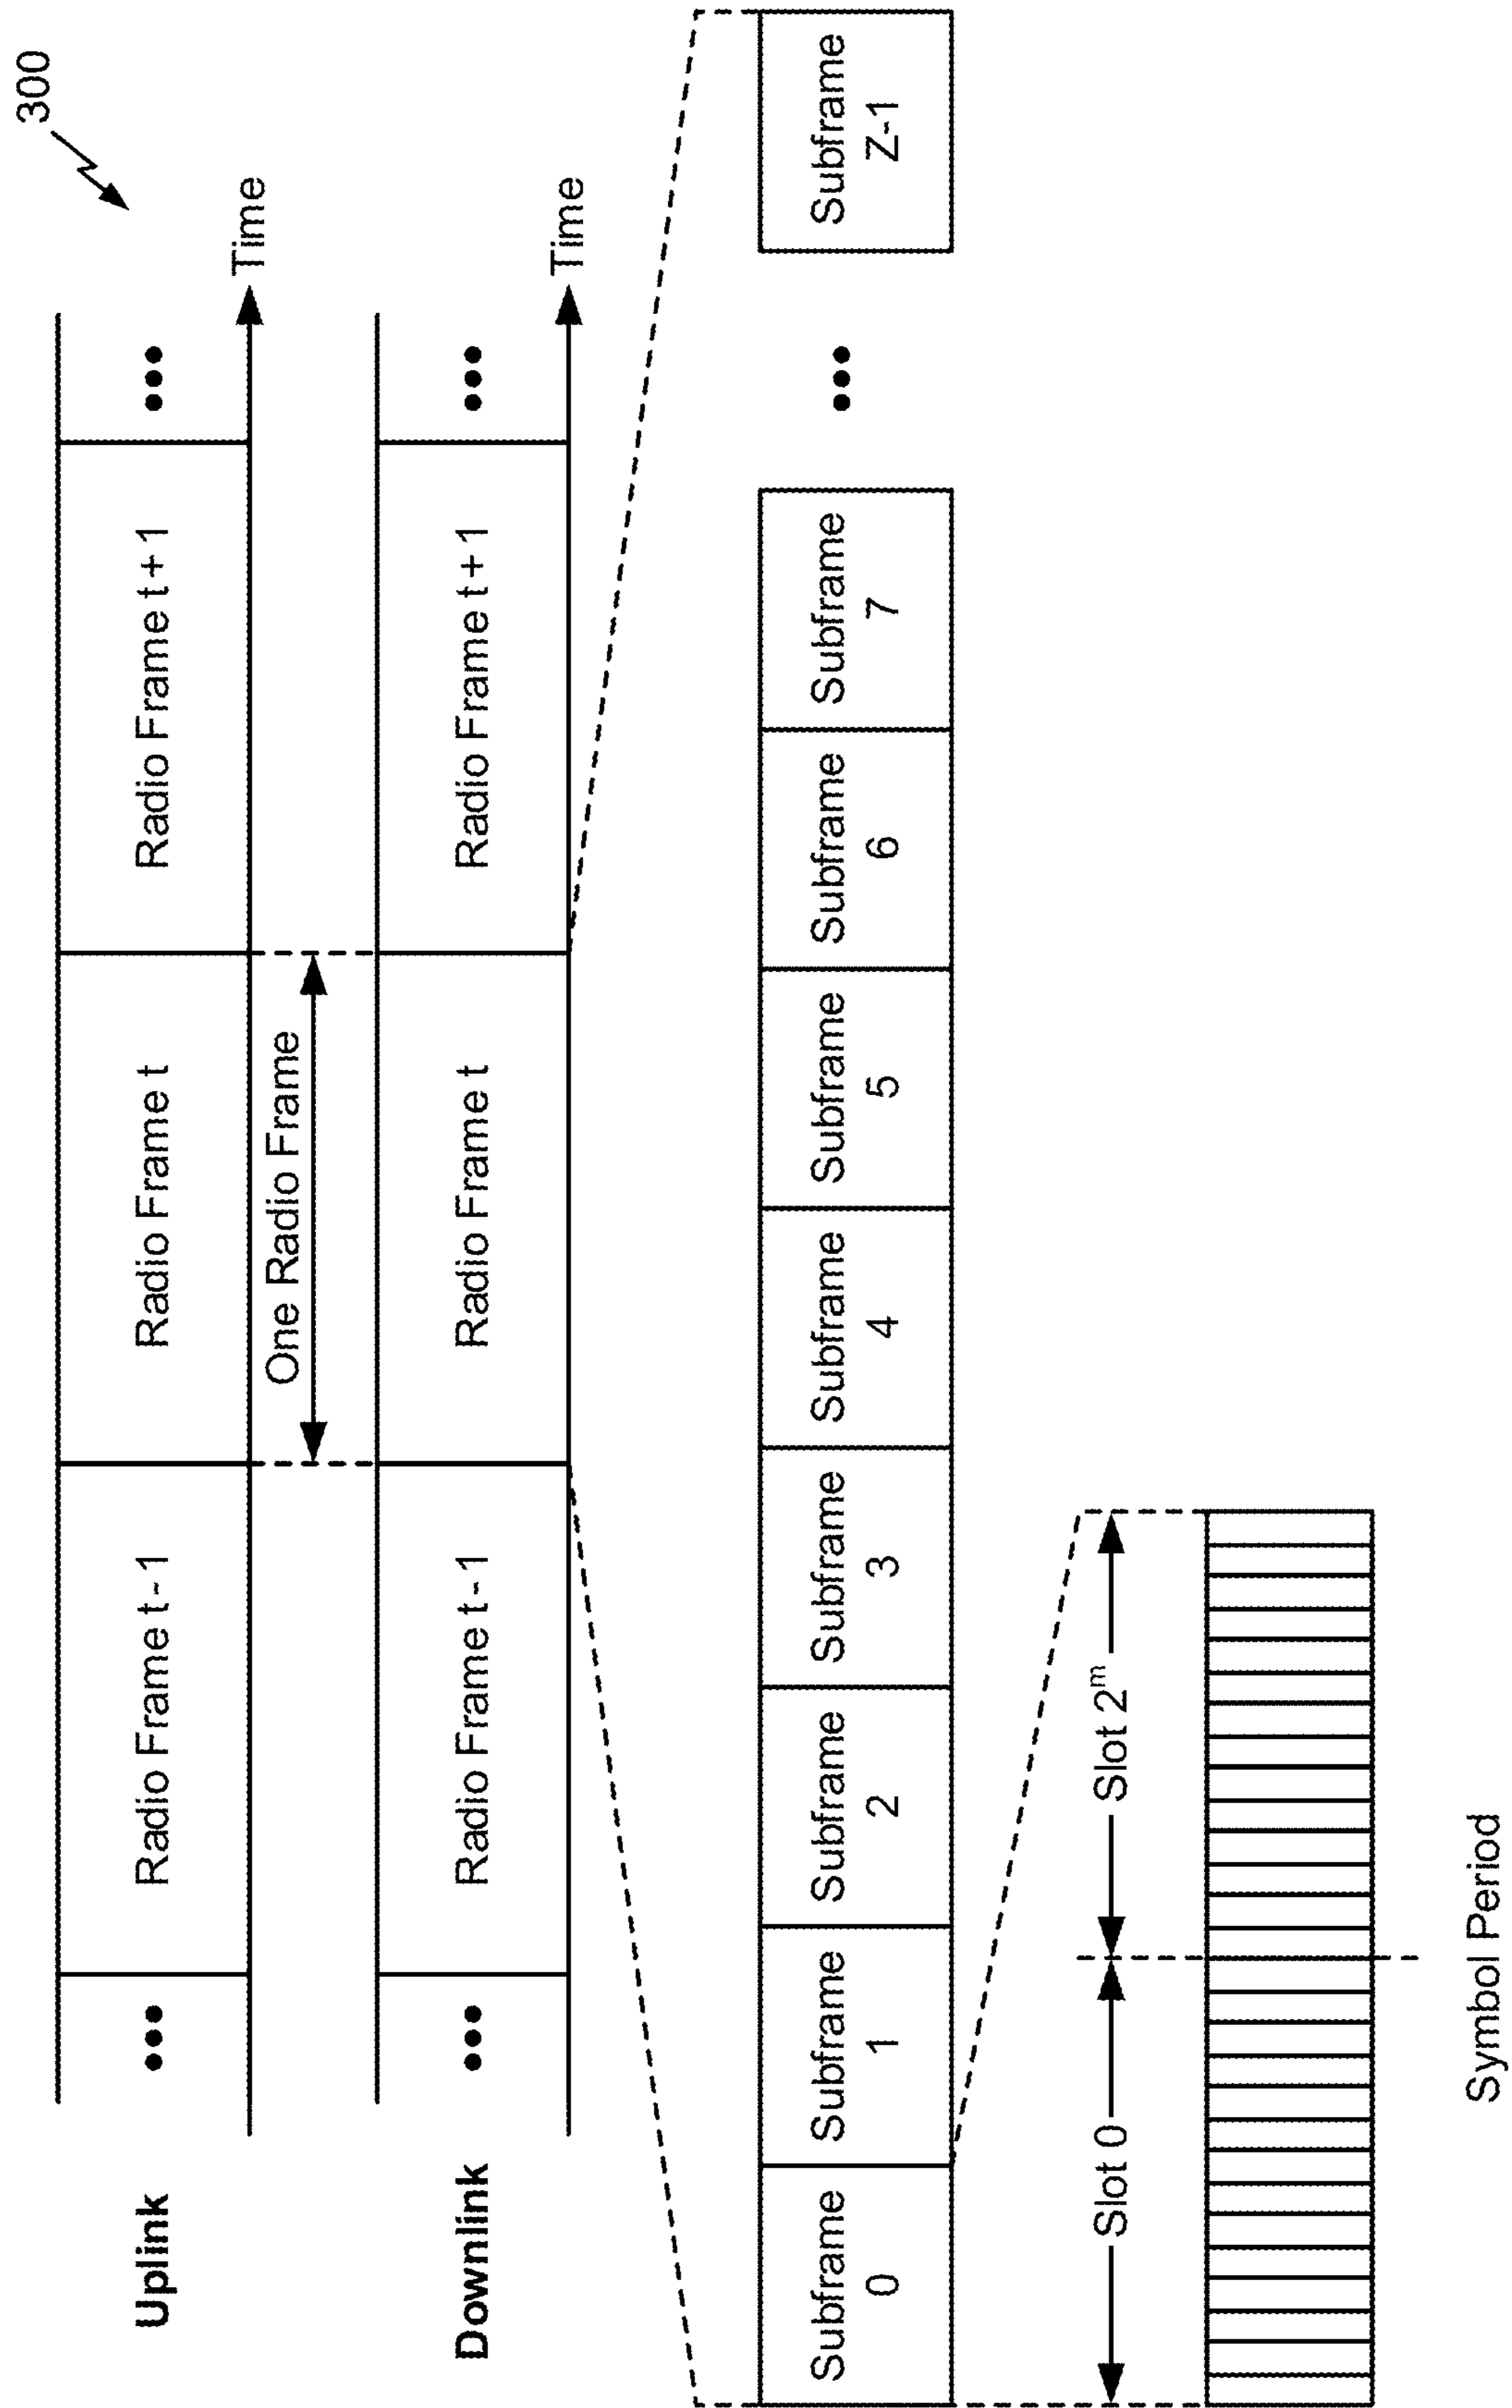 300
Uplink
•••
Radio Frame t-1
Radio Frame t
Radio Frame t+1
•••
Time
One Radio Frame
Downlink
•••
Radio Frame t-1
Radio Frame t
Radio Frame t+1
•••
Time
Subframe
0
Subframe
1
Subframe
2
Subframe
3
Subframe
4
Subframe
5
Subframe
6
Subframe
7
•••
Subframe
Z-1
Slot 0
Slot 2ᵐ
Symbol Period